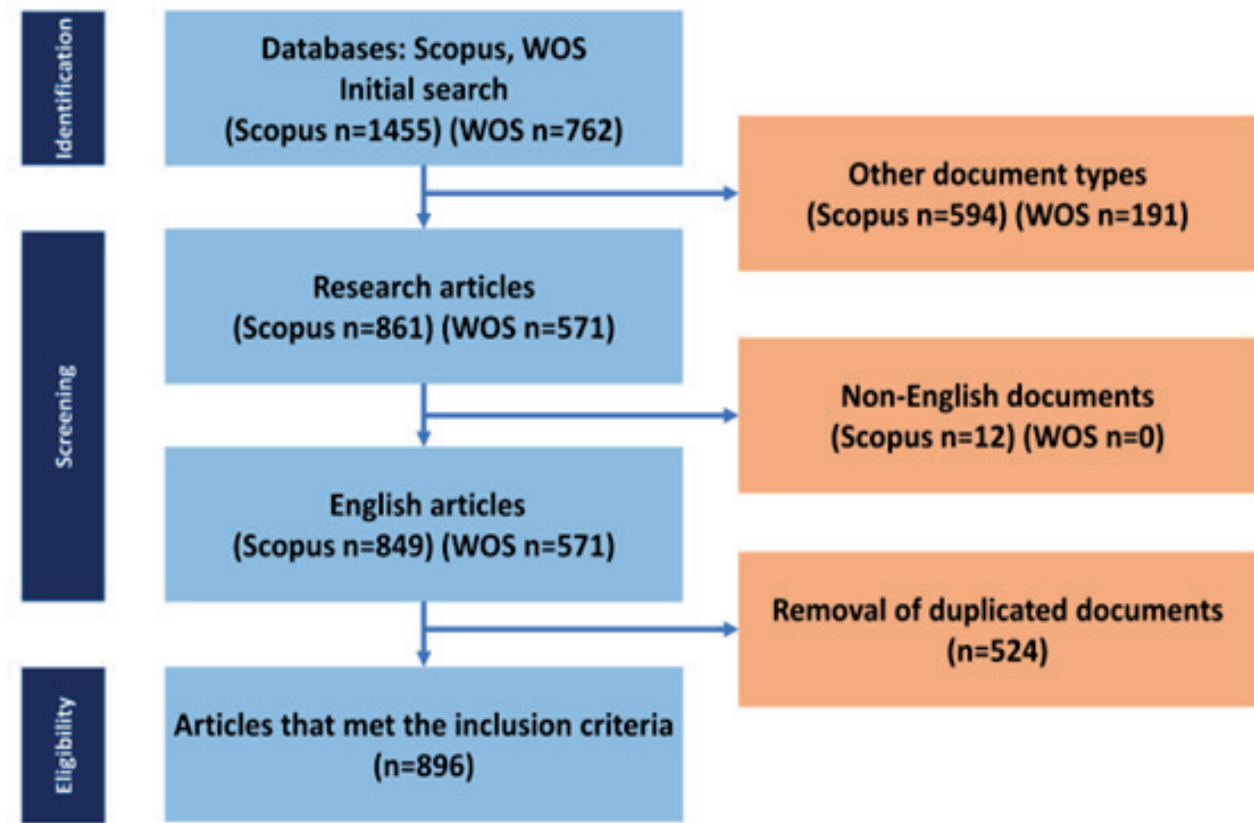 Identification
Databases: Scopus, WOS
Initial search
(Scopus n=1455) (WOS n=762)
Other document types
(Scopus n=594) (WOS n=191)
Screening
Research articles
(Scopus n=861) (WOS n=571)
Non-English documents
(Scopus n=12) (WOS n=0)
English articles
(Scopus n=849) (WOS n=571)
Removal of duplicated documents
(n=524)
Eligibility
Articles that met the inclusion criteria
(n=896)